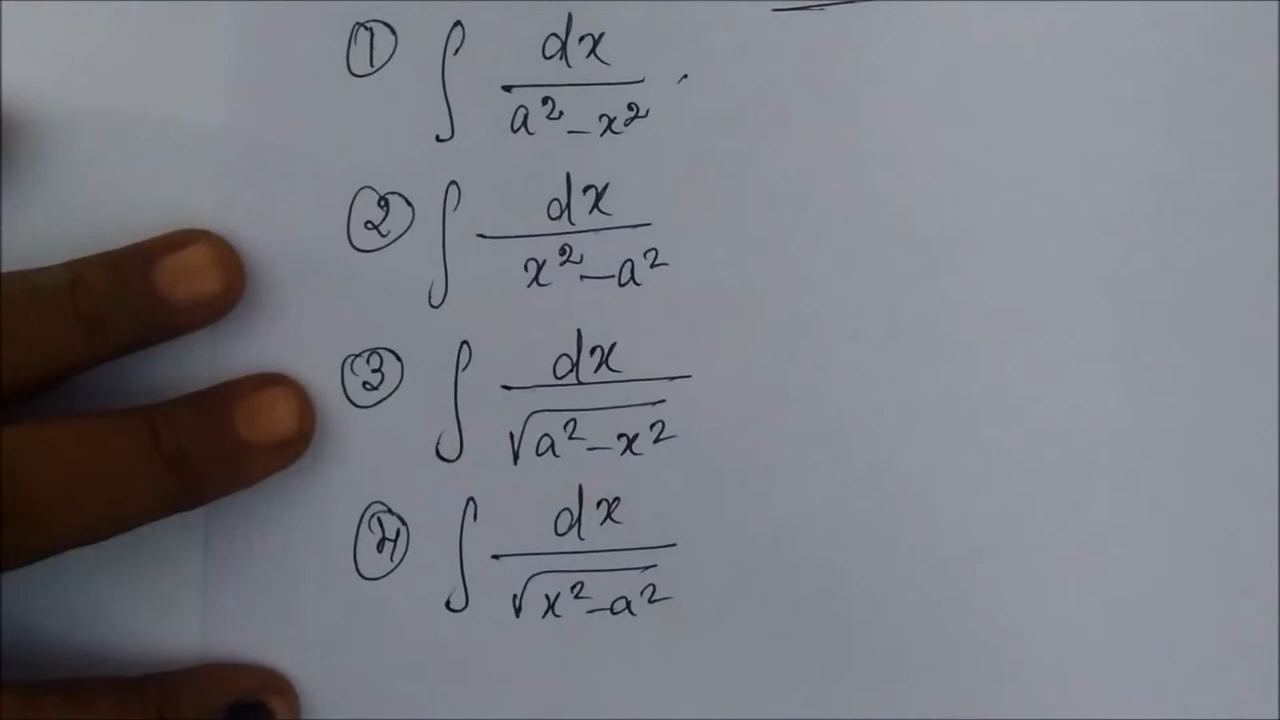 ① ∫ dx / (a² - x²)
② ∫ dx / (x² - a²)
③ ∫ dx / √(a² - x²)
④ ∫ dx / √(x² - a²)